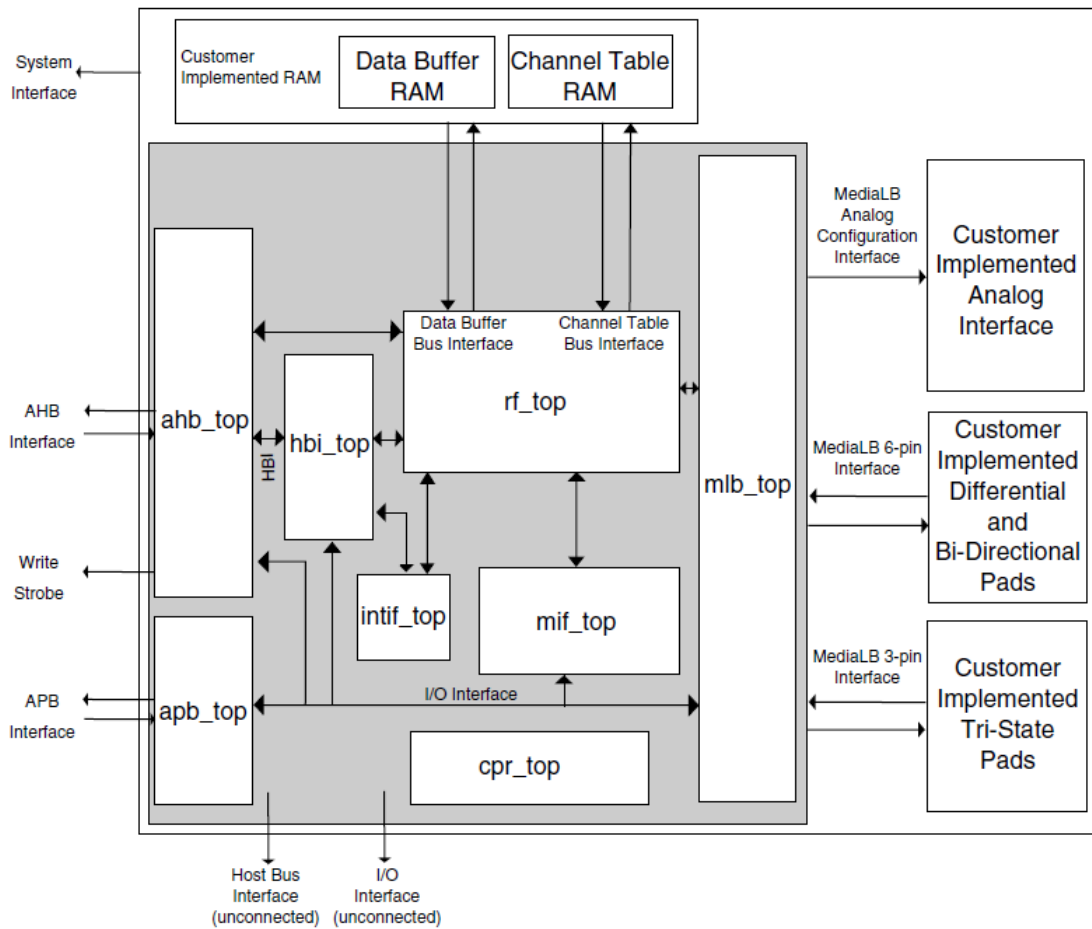 System
Interface
Customer
Implemented RAM
Data Buffer
RAM
Channel Table
RAM
MediaLB
Analog
Configuration
Interface
Customer
Implemented
Analog
Interface
Data Buffer
Bus Interface
Channel Table
Bus Interface
rf_top
AHB
Interface
ahb_top
HBI
hbi_top
mlb_top
MediaLB 6-pin
Interface
Customer
Implemented
Differential
and
Bi-Directional
Pads
Write
Strobe
intif_top
mif_top
APB
Interface
apb_top
I/O Interface
MediaLB 3-pin
Interface
Customer
Implemented
Tri-State
Pads
cpr_top
Host Bus
Interface
(unconnected)
I/O
Interface
(unconnected)